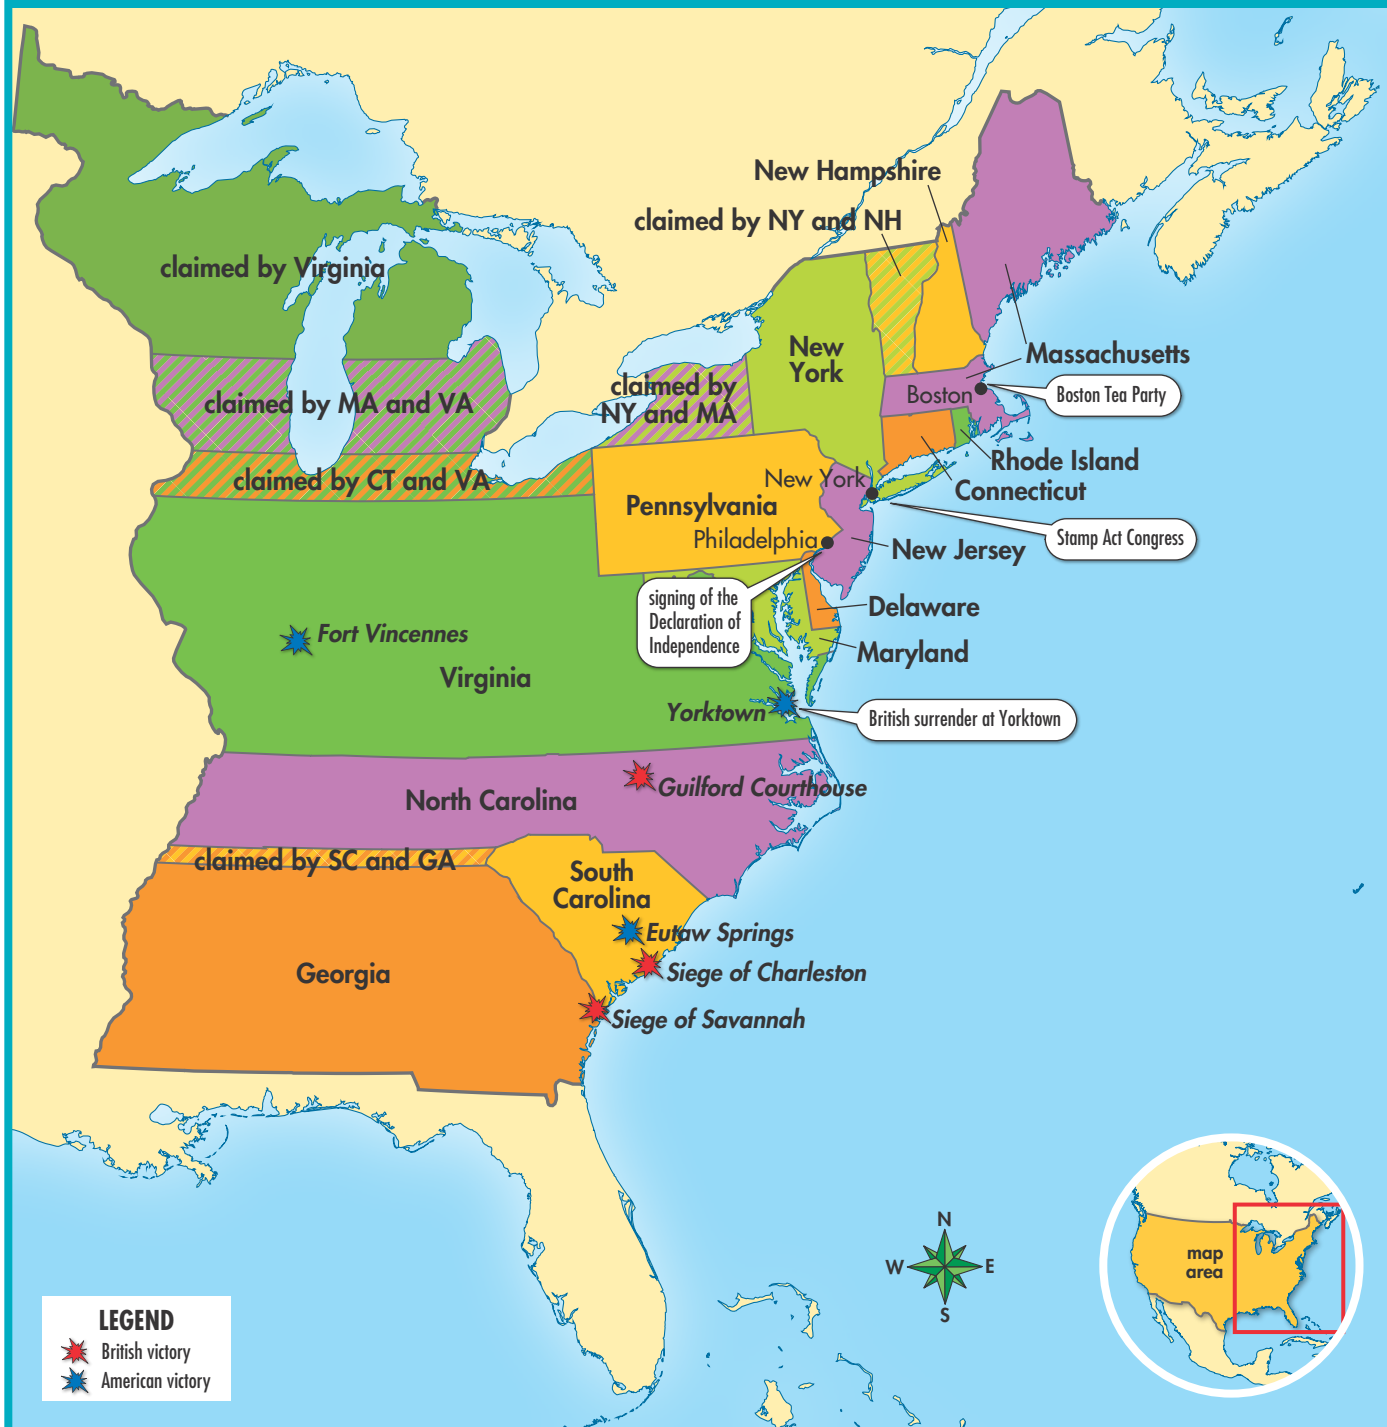 New Hampshire
claimed by NY and NH
claimed by Virginia
New
York
Massachusetts
claimed by
NY and MA
Boston
Boston Tea Party
claimed by MA and VA
Rhode Island
claimed by CT and VA
New York
Connecticut
Pennsylvania
Philadelphia
Stamp Act Congress
New Jersey
signing of the
Declaration of
Independence
Delaware
Fort Vincennes
Maryland
Virginia
Yorktown
British surrender at Yorktown
Guilford Courthouse
North Carolina
claimed by SC and GA
South
Carolina
Eutaw Springs
Georgia
Siege of Charleston
Siege of Savannah
N
W
E
S
map
area
LEGEND
British victory
American victory